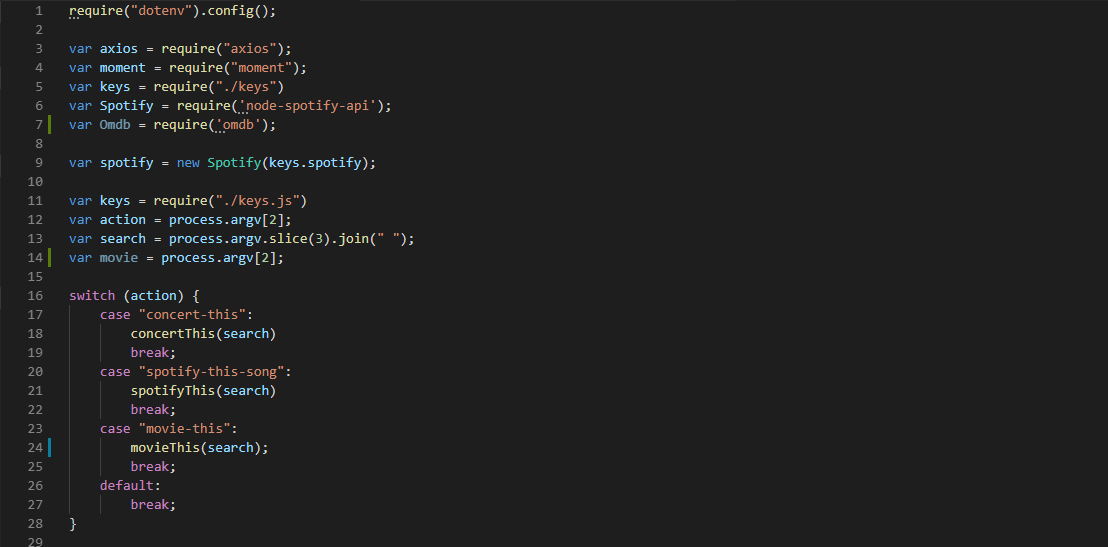 1 require("dotenv").config();
2
3 var axios = require("axios");
4 var moment = require("moment");
5 var keys = require("./keys")
6 var Spotify = require('node-spotify-api');
7 var Omdb = require('omdb');
8
9 var spotify = new Spotify(keys.spotify);
10
11 var keys = require("./keys.js")
12 var action = process.argv[2];
13 var search = process.argv.slice(3).join(" ");
14 var movie = process.argv[2];
15
16 switch (action) {
17     case "concert-this":
18         concertThis(search)
19         break;
20     case "spotify-this-song":
21         spotifyThis(search)
22         break;
23     case "movie-this":
24         movieThis(search);
25         break;
26     default:
27         break;
28 }
29